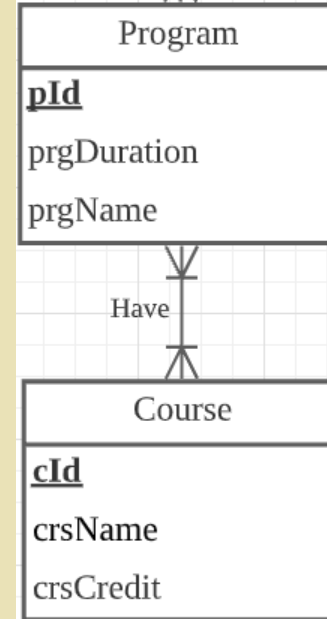 Program
pId
prgDuration
prgName
Have
Course
cId
crsName
crsCredit